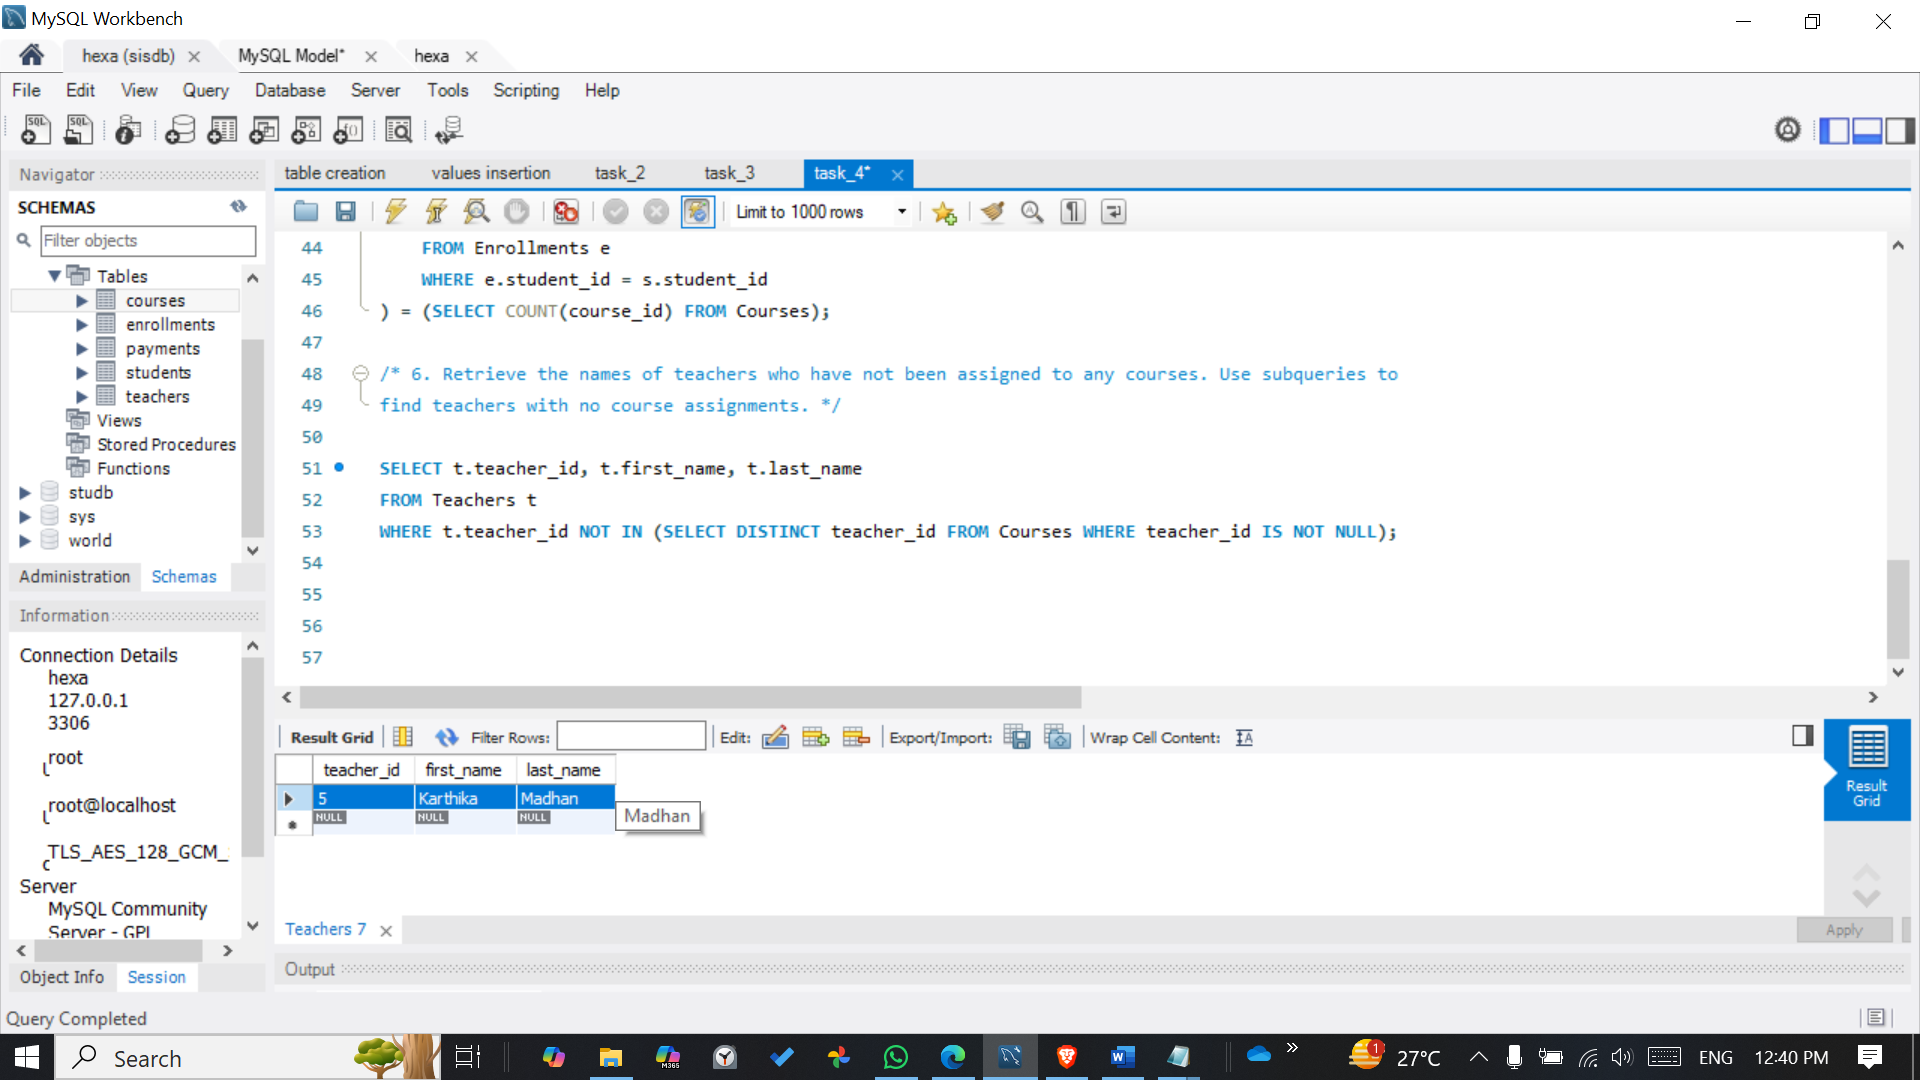 MySQL Workbench
hexa (sisdb)
MySQL Model*
hexa
File Edit View Query Database Server Tools Scripting Help
Navigator
SCHEMAS
Filter objects
Tables
courses
enrollments
payments
students
teachers
Views
Stored Procedures
Functions
studb
sys
world
Administration Schemas
Information
Connection Details
hexa
127.0.0.1
3306
root
root@localhost
TLS_AES_128_GCM_
Server
MySQL Community
Server - GPL
Object Info Session
table creation values insertion task_2 task_3 task_4*
Limit to 1000 rows
44 FROM Enrollments e
45 WHERE e.student_id = s.student_id
46 ) = (SELECT COUNT(course_id) FROM Courses);
47
48 /* 6. Retrieve the names of teachers who have not been assigned to any courses. Use subqueries to
49 find teachers with no course assignments. */
50
51 SELECT t.teacher_id, t.first_name, t.last_name
52 FROM Teachers t
53 WHERE t.teacher_id NOT IN (SELECT DISTINCT teacher_id FROM Courses WHERE teacher_id IS NOT NULL);
54
55
56
57
Result Grid Filter Rows: Edit: Export/Import: Wrap Cell Content:
teacher_id first_name last_name
5 Karthika Madhan
NULL NULL NULL
Madhan
Result
Grid
Teachers 7
Apply
Output
Query Completed
Search
M365
1
27°C
ENG
12:40 PM